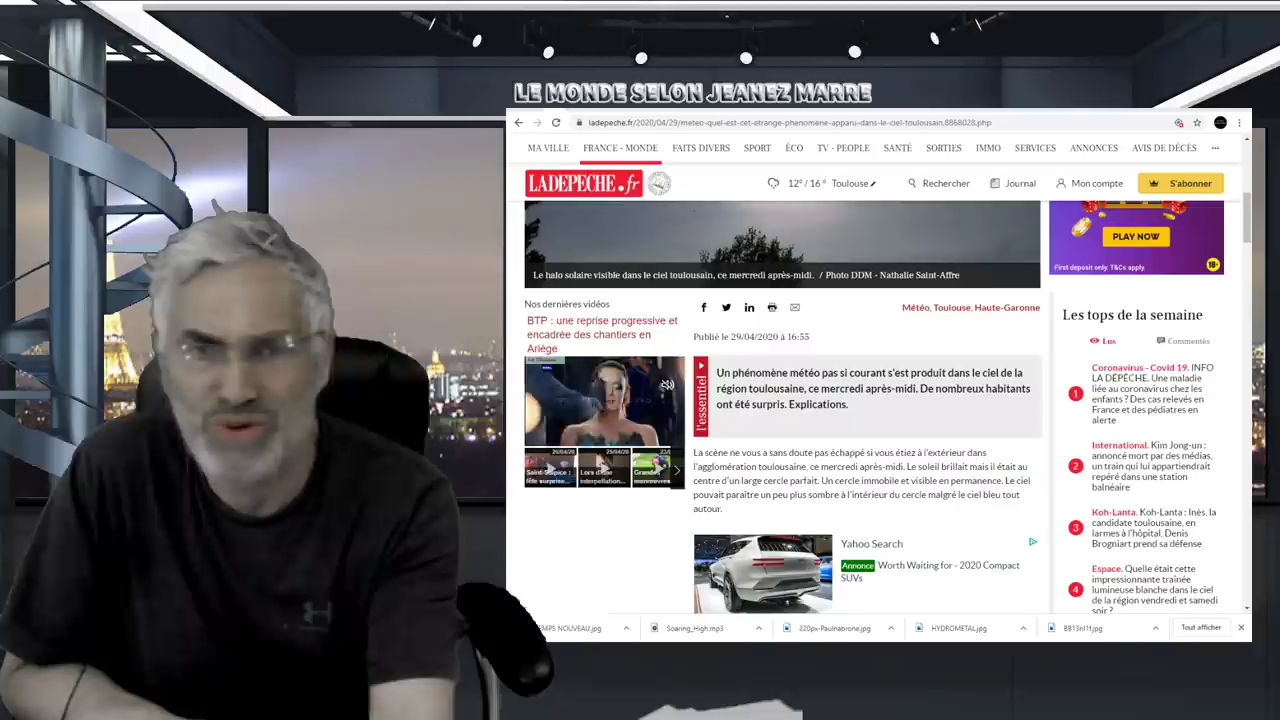 LE MONDE SELON JEANEZ MARRE
ladepeche.fr/2020/04/29/meteo-quel-est-cet-etrange-phenomene-apparu-dans-le-ciel-toulousain,8868028.php
MA VILLE FRANCE - MONDE FAITS DIVERS SPORT ÉCO TV - PEOPLE SANTÉ SORTIES IMMO SERVICES ANNONCES AVIS DE DÉCÈS ...
LADEPECHE.fr
12° / 16° Toulouse
Rechercher
Journal
Mon compte
S'abonner
Le halo solaire visible dans le ciel toulousain, ce mercredi après-midi. / Photo DDM - Nathalie Saint-Affre
PLAY NOW
First deposit only. T&Cs apply.
18+
Nos dernières vidéos
BTP : une reprise progressive et
encadrée des chantiers en
Ariège
Météo, Toulouse, Haute-Garonne
Publié le 29/04/2020 à 16:55
l'essentiel
Un phénomène météo pas si courant s'est produit dans le ciel de la
région toulousaine, ce mercredi après-midi. De nombreux habitants
ont été surpris. Explications.
La scène ne vous a sans doute pas échappé si vous étiez à l'extérieur dans
l'agglomération toulousaine, ce mercredi après-midi. Le soleil brillait mais il était au
centre d'un large cercle parfait. Un cercle immobile et visible en permanence. Le ciel
pouvait paraître un peu plus sombre à l'intérieur du cercle malgré le ciel bleu tout
autour.
Yahoo Search
Annonce Worth Waiting for - 2020 Compact
SUVs
Les tops de la semaine
Lus
Commentés
1
Coronavirus - Covid 19. INFO
LA DÉPÊCHE. Une maladie
liée au coronavirus chez les
enfants ? Des cas relevés en
France et des pédiatres en
alerte
2
International. Kim Jong-un :
annoncé mort par des médias,
un train qui lui appartiendrait
repéré dans une station
balnéaire
3
Koh-Lanta. Koh-Lanta : Inès, la
candidate toulousaine, en
larmes à l'hôpital, Denis
Brogniart prend sa défense
4
Espace. Quelle était cette
impressionnante traînée
lumineuse blanche dans le ciel
de la région vendredi et samedi
soir ?
EMPS NOUVEAU.jpg
Soaring_High.mp3
220px-Paulnabrone.jpg
HYDROMETAL.jpg
BB13nl1f.jpg
Tout afficher